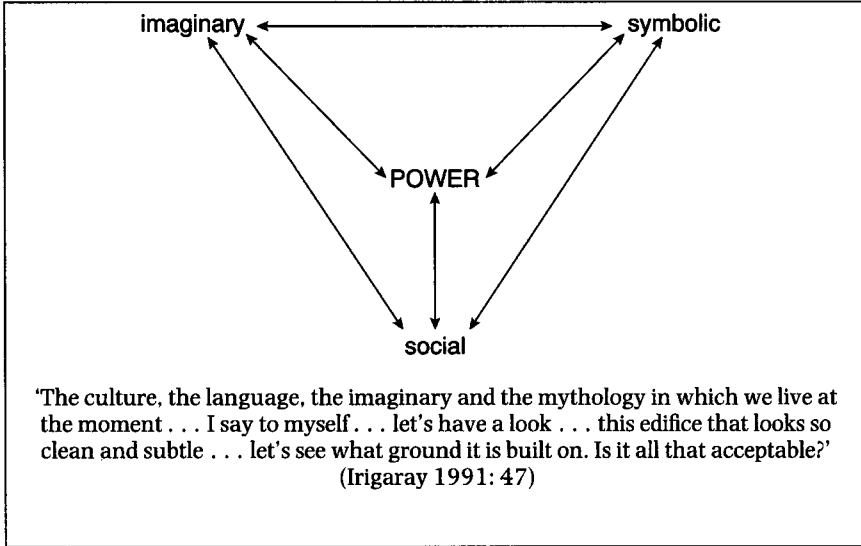 imaginary symbolic
POWER
social
‘The culture, the language, the imaginary and the mythology in which we live at
the moment . . . I say to myself . . . let's have a look . . . this edifice that looks so
clean and subtle . . . let's see what ground it is built on. Is it all that acceptable?’
(Irigaray 1991: 47)